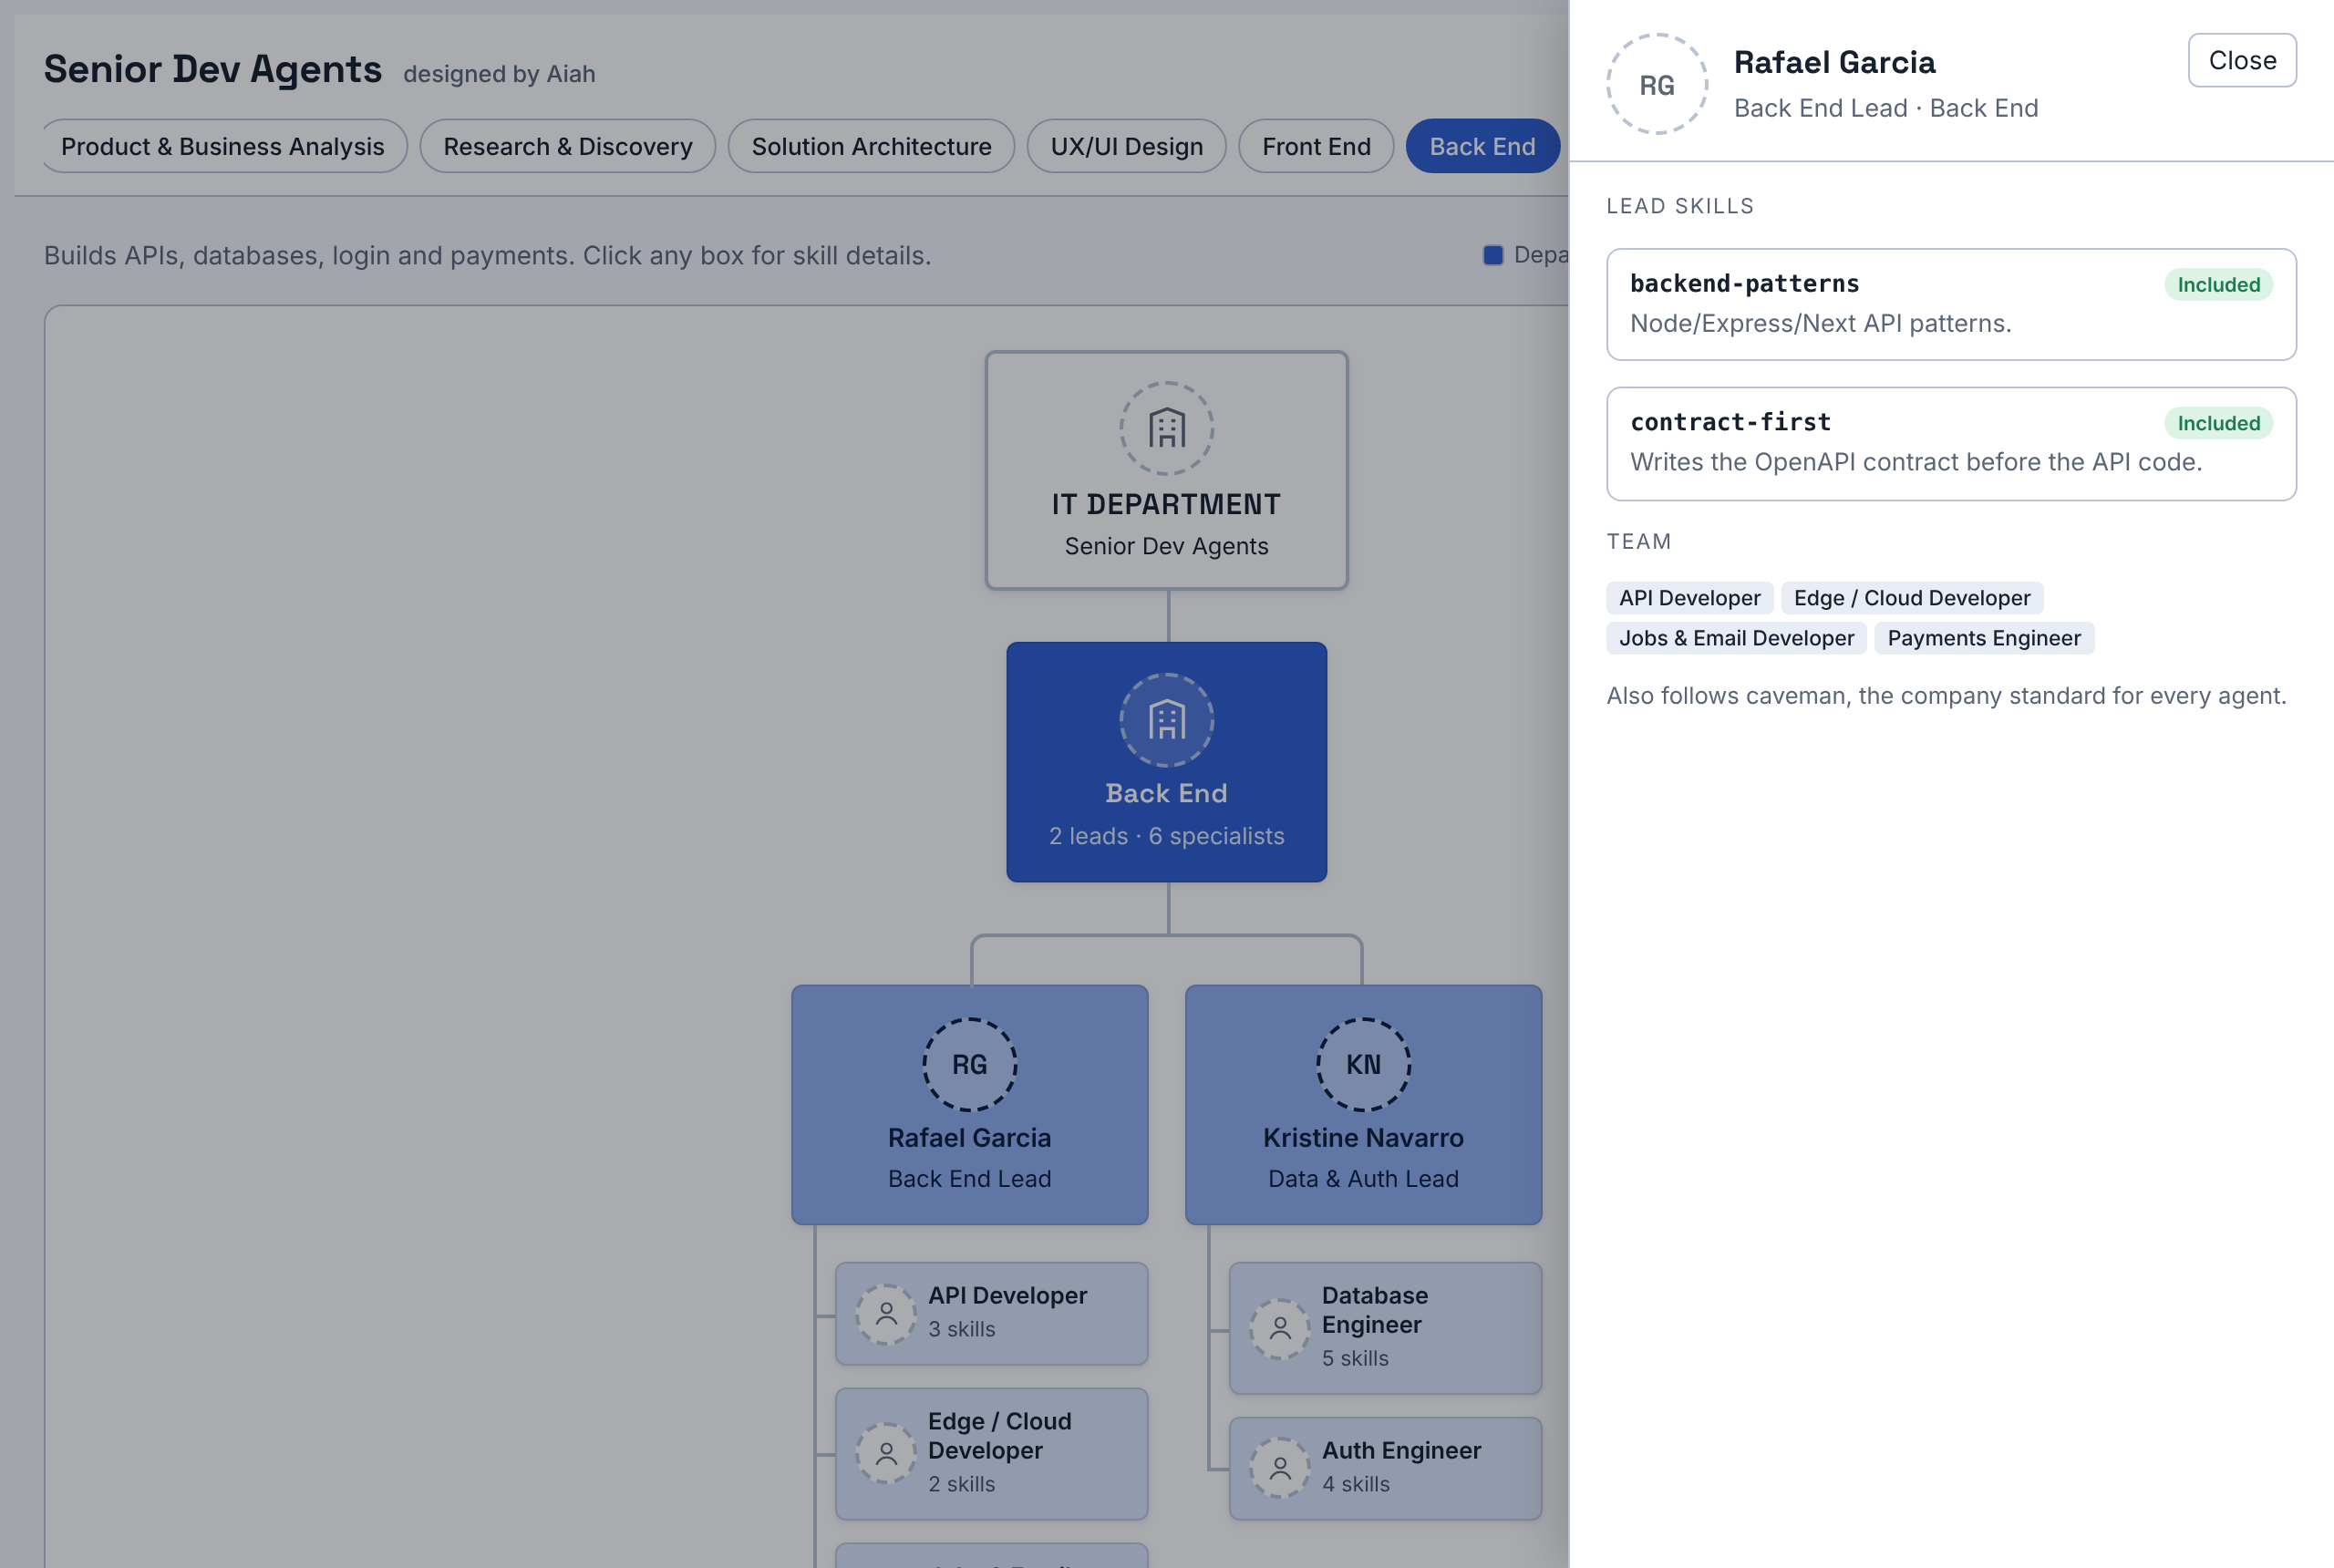 Senior Dev Agents designed by Aiah
Product & Business Analysis Research & Discovery Solution Architecture UX/UI Design Front End Back End
Builds APIs, databases, login and payments. Click any box for skill details.
IT DEPARTMENT
Senior Dev Agents
Back End
2 leads · 6 specialists
RG
Rafael Garcia
Back End Lead
KN
Kristine Navarro
Data & Auth Lead
API Developer
3 skills
Edge / Cloud
Developer
2 skills
Database
Engineer
5 skills
Auth Engineer
4 skills
RG
Rafael Garcia
Back End Lead · Back End
Close
LEAD SKILLS
backend-patterns Included
Node/Express/Next API patterns.
contract-first Included
Writes the OpenAPI contract before the API code.
TEAM
API Developer Edge / Cloud Developer
Jobs & Email Developer Payments Engineer
Also follows caveman, the company standard for every agent.